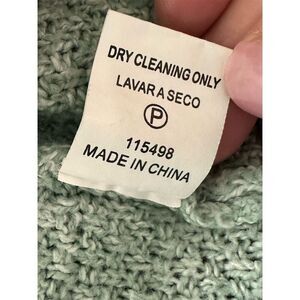 DRY CLEANING ONLY
LAVAR A SECO
P
115498
MADE IN CHINA